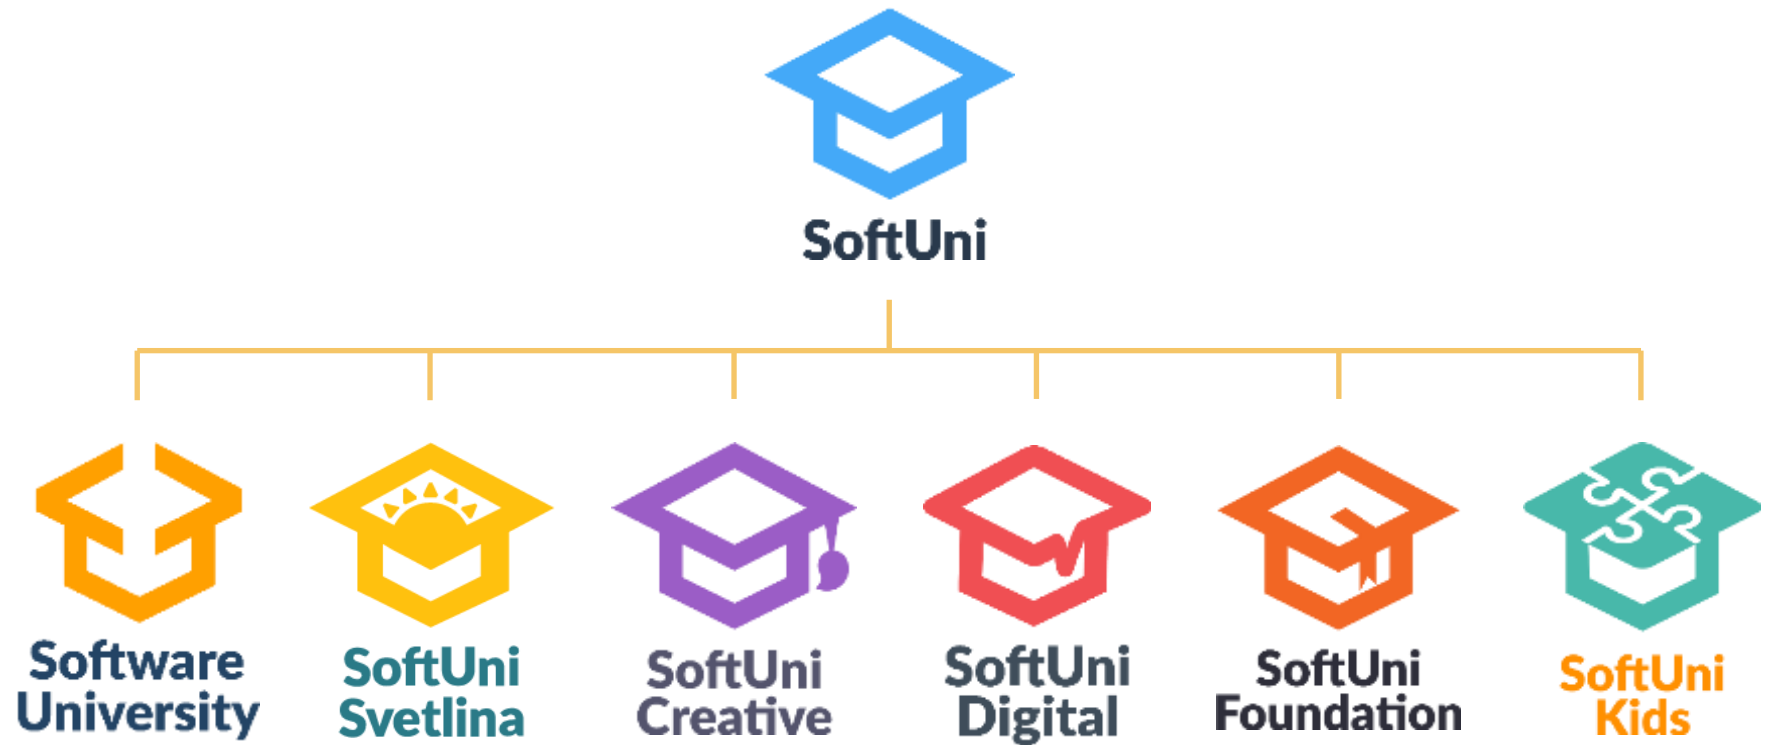 SoftUni
Software
University
SoftUni
Svetlina
SoftUni
Creative
SoftUni
Digital
SoftUni
Foundation
SoftUni
Kids